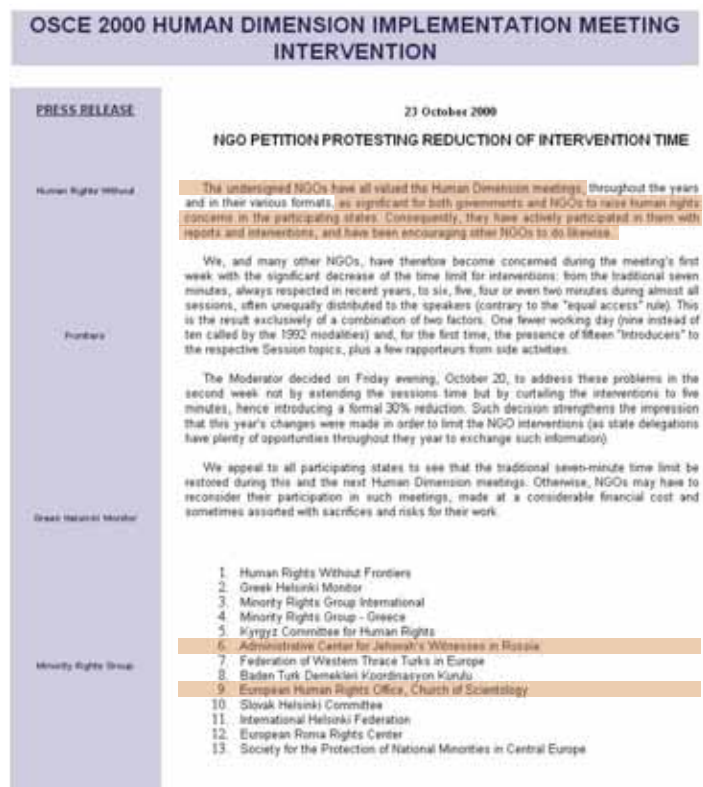 OSCE 2000 HUMAN DIMENSION IMPLEMENTATION MEETING
INTERVENTION
PRESS RELEASE
Human Rights Without
Frontiers
Greek Helsinki Monitor
Minority Rights Group
23 October 2000
NGO PETITION PROTESTING REDUCTION OF INTERVENTION TIME
The undersigned NGOs have all valued the Human Dimension meetings, throughout the years
and in their various formats, as significant for both governments and NGOs to raise human rights
concerns in the participating states. Consequently, they have actively participated in them with
reports and interventions, and have been encouraging other NGOs to do likewise.
We, and many other NGOs, have therefore become concerned during the meeting's first
week with the significant decrease of the time limit for interventions: from the traditional seven
minutes, always respected in recent years, to six, five, four or even two minutes during almost all
sessions, often unequally distributed to the speakers (contrary to the "equal access" rule). This
is the result exclusively of a combination of two factors. One fewer working day (nine instead of
ten called by the 1992 modalities) and, for the first time, the presence of fifteen "Introducers" to
the respective Session topics, plus a few rapporteurs from side activities.
The Moderator decided on Friday evening, October 20, to address these problems in the
second week not by extending the sessions time but by curtailing the interventions to five
minutes, hence introducing a formal 30% reduction. Such decision strengthens the impression
that this year's changes were made in order to limit the NGO interventions (as state delegations
have plenty of opportunities throughout they year to exchange such information).
We appeal to all participating states to see that the traditional seven-minute time limit be
restored during this and the next Human Dimension meetings. Otherwise, NGOs may have to
reconsider their participation in such meetings, made at a considerable financial cost and
sometimes assorted with sacrifices and risks for their work.
1. Human Rights Without Frontiers
2. Greek Helsinki Monitor
3. Minority Rights Group International
4. Minority Rights Group - Greece
5. Kyrgyz Committee for Human Rights
6. Administrative Center for Jehovah's Witnesses in Russia
7. Federation of Western Thrace Turks in Europe
8. Baden Turk Dernekleri Koordinasyon Kurulu
9. European Human Rights Office, Church of Scientology
10. Slovak Helsinki Committee
11. International Helsinki Federation
12. European Roma Rights Center
13. Society for the Protection of National Minorities in Central Europe